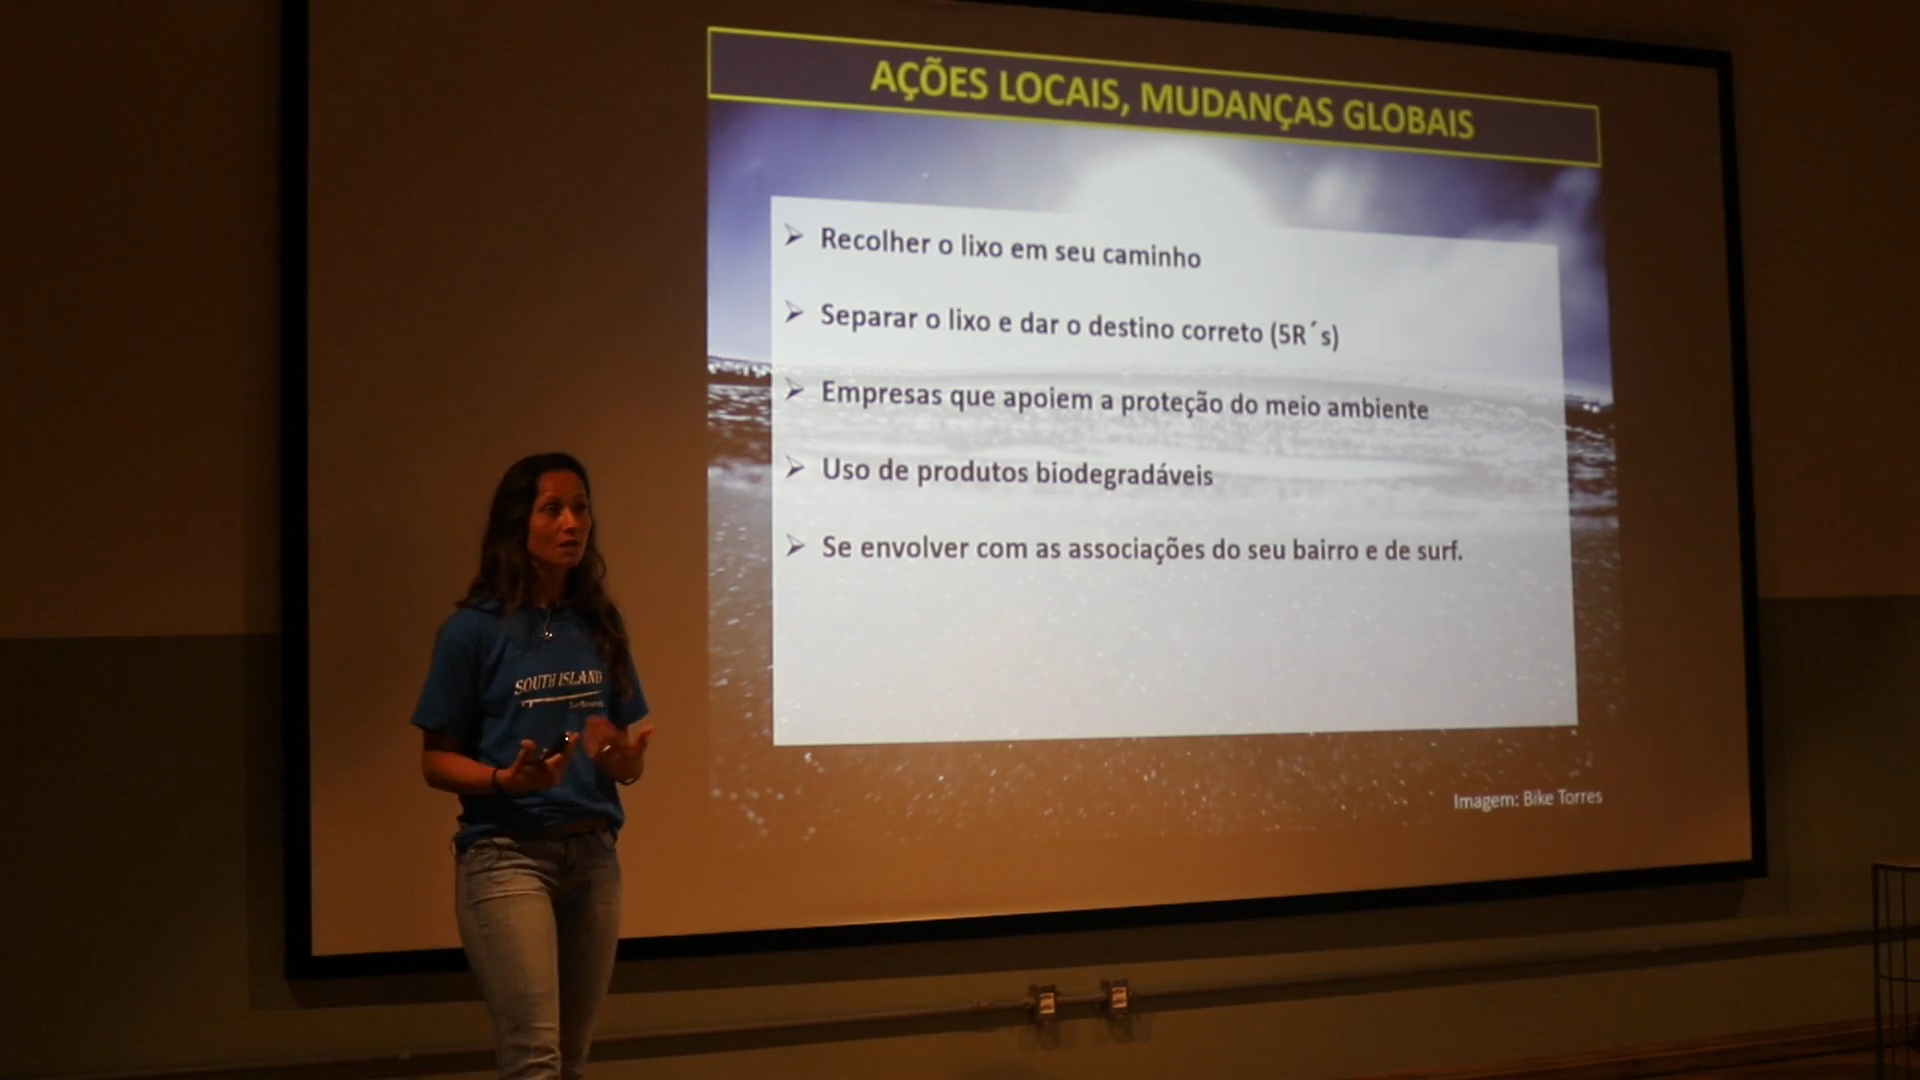 AÇÕES LOCAIS, MUDANÇAS GLOBAIS
➢ Recolher o lixo em seu caminho
➢ Separar o lixo e dar o destino correto (5R´s)
➢ Empresas que apoiem a proteção do meio ambiente
➢ Uso de produtos biodegradáveis
➢ Se envolver com as associações do seu bairro e de surf.
Imagem: Bike Torres
SOUTH ISLAND